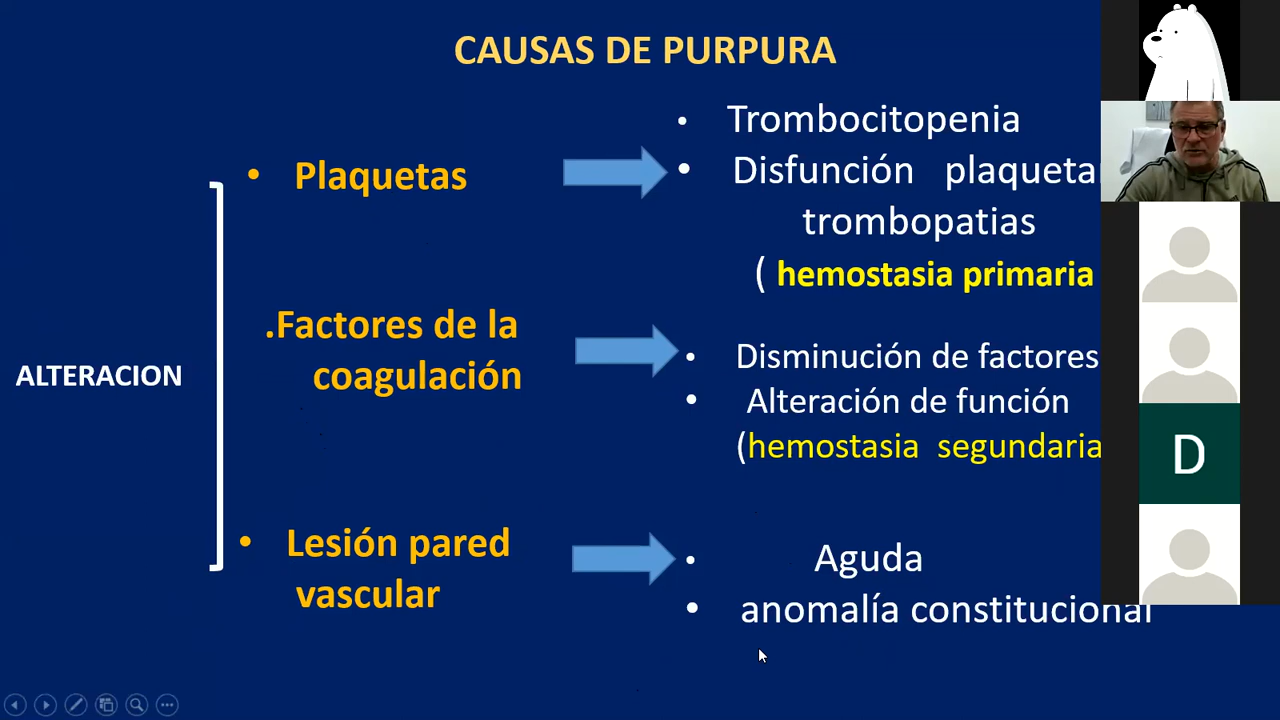 CAUSAS DE PURPURA
ALTERACION
• Plaquetas
• Trombocitopenia
• Disfunción
trombopatias
( hemostasia primaria
.Factores de la
coagulación
• Disminución de factores
• Alteración de función
(hemostasia segundaria
• Lesión pared
vascular
• Aguda
• anomalía constitucional
D